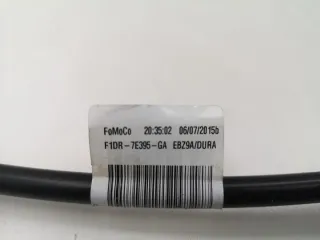 FoMoCo 20:35:02 06/07/2015b
F1DR-7E395-GA EBZ9A/DURA